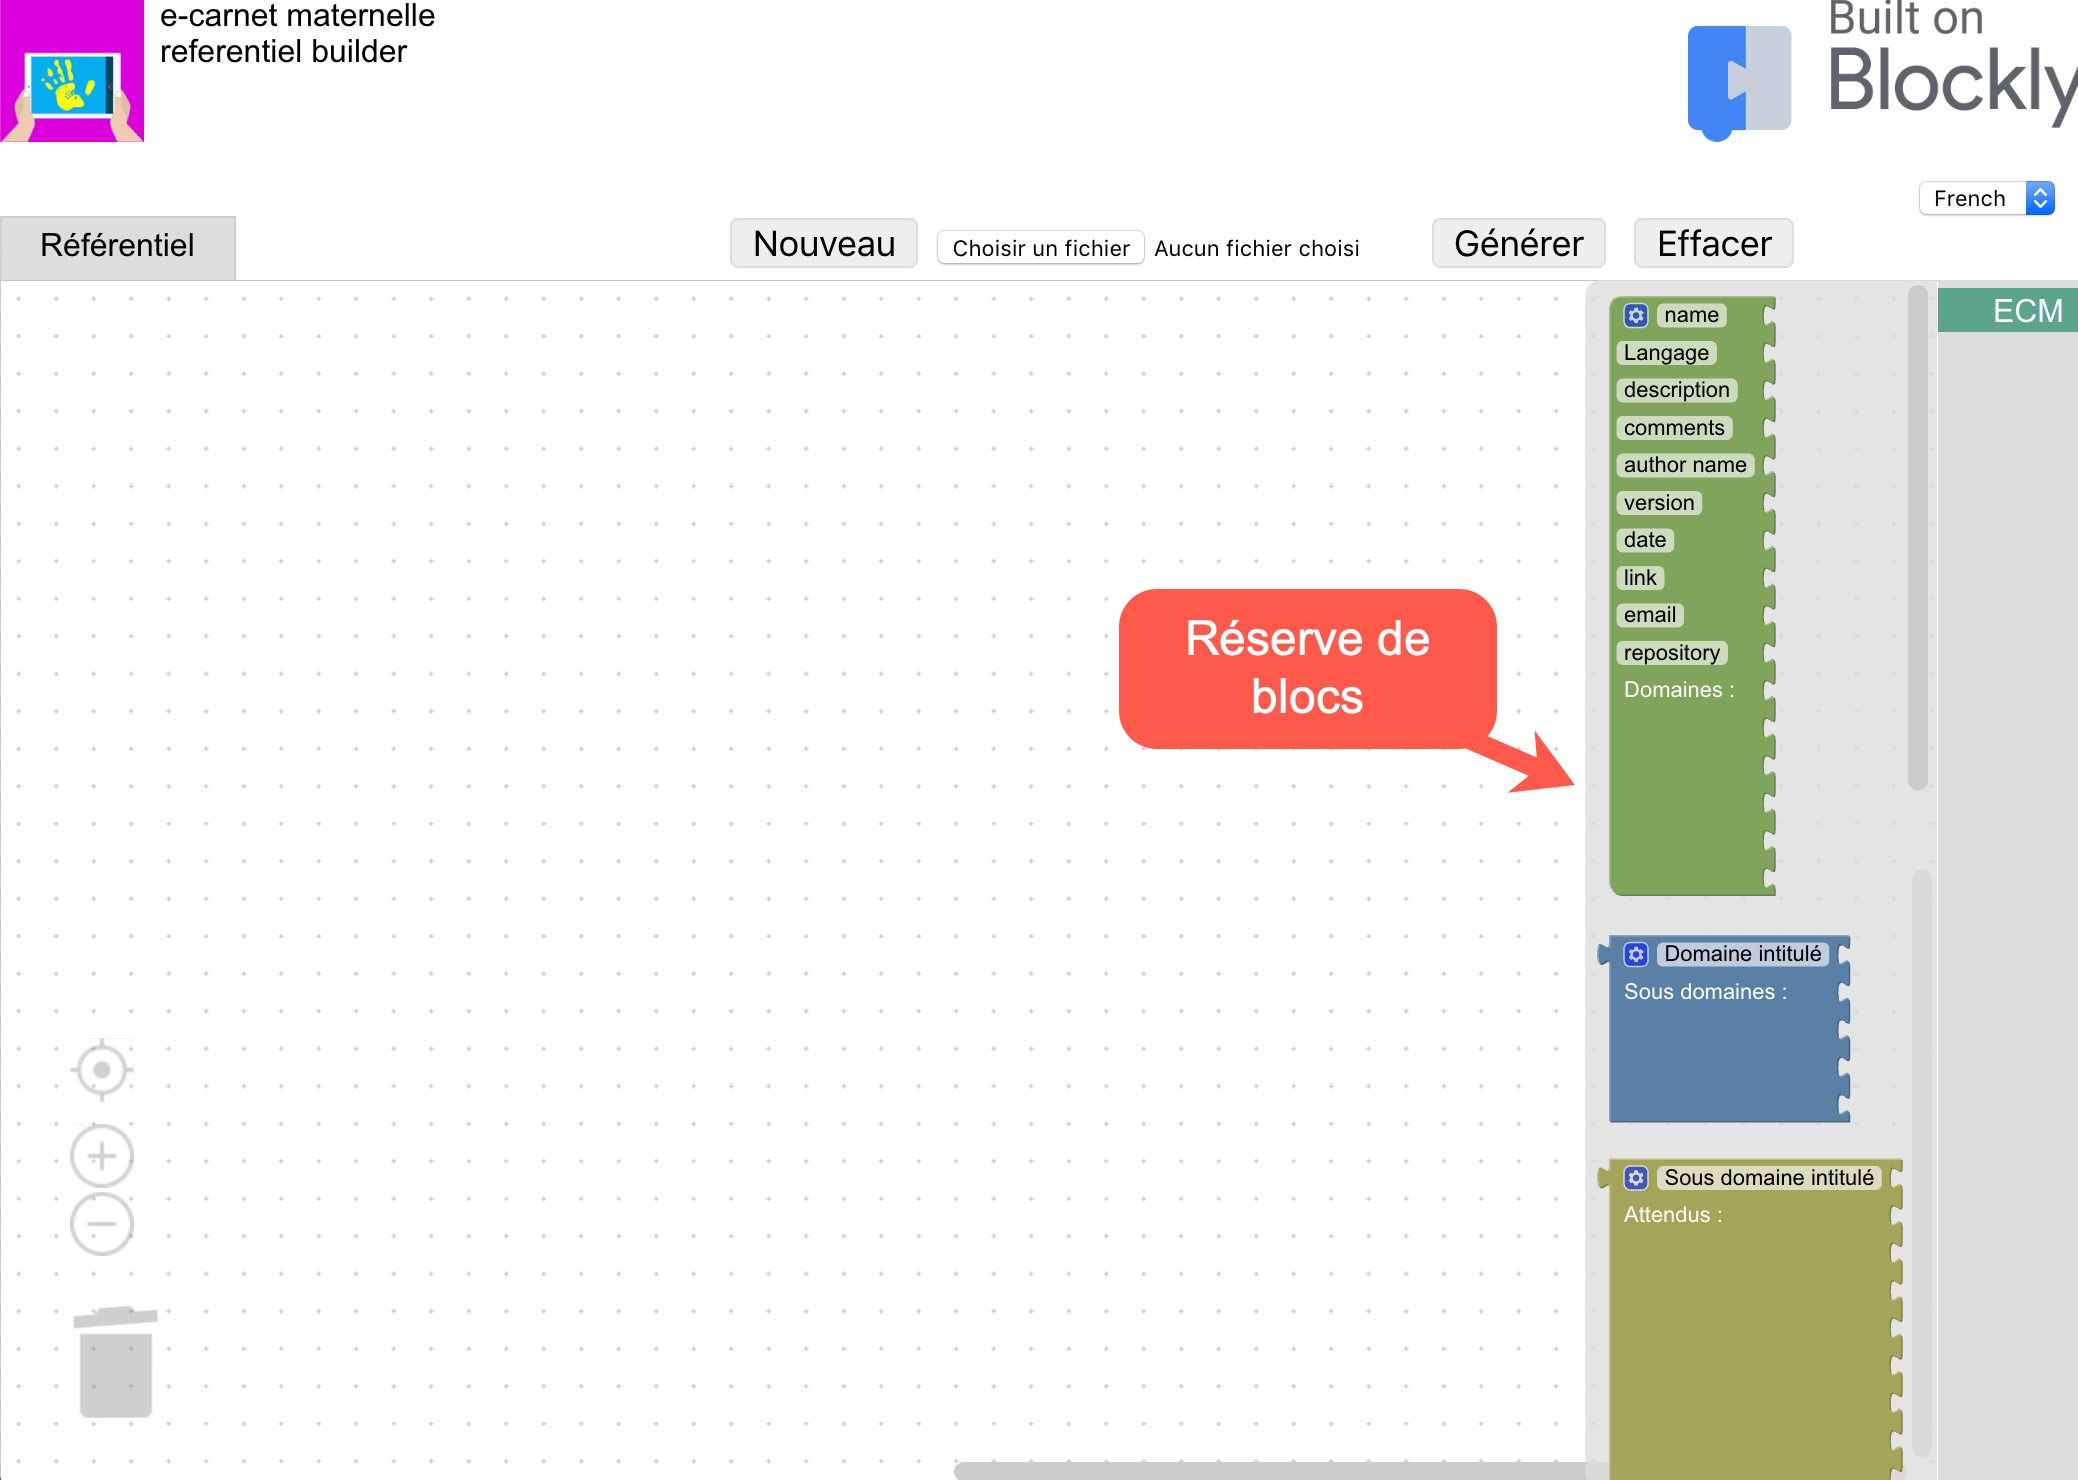 e-carnet maternelle
referentiel builder
Built on
Blockly
French
Référentiel
Nouveau
Choisir un fichier Aucun fichier choisi
Générer
Effacer
ECM
name
Langage
description
comments
author name
version
date
link
email
repository
Domaines :
Réserve de
blocs
Domaine intitulé
Sous domaines :
Sous domaine intitulé
Attendus :